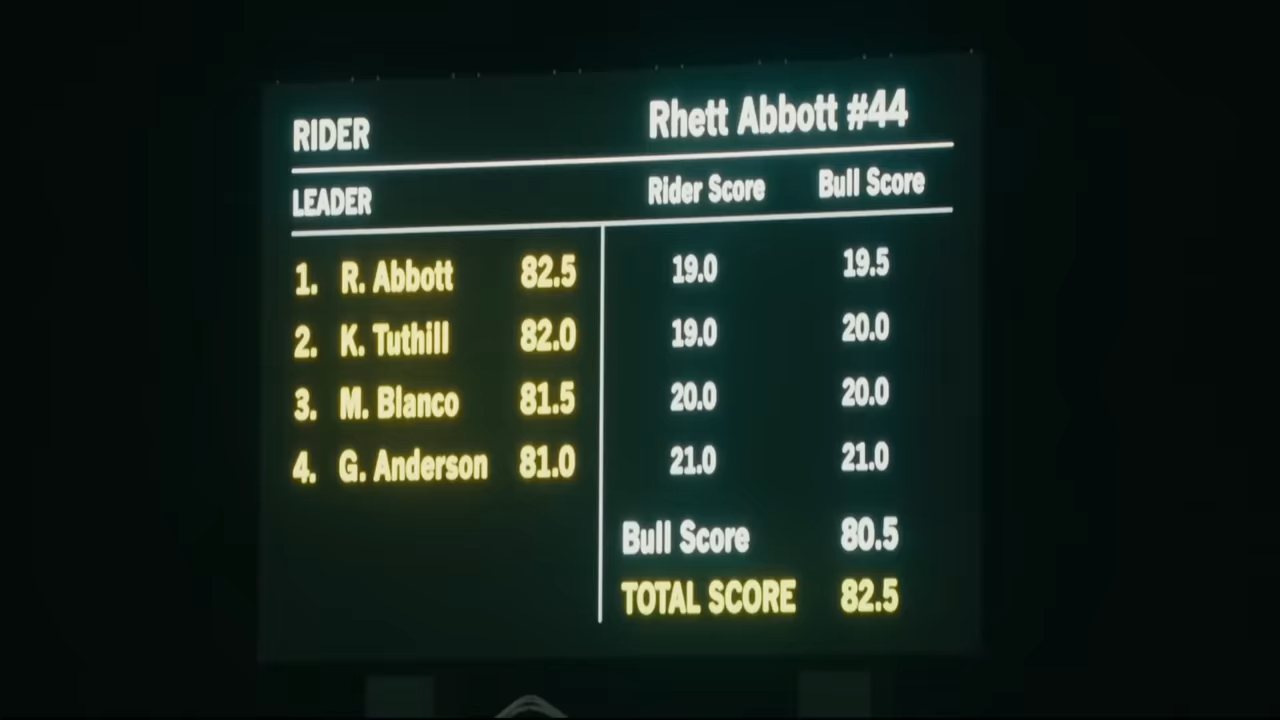 RIDER Rhett Abbott #44
LEADER Rider Score Bull Score
1. R. Abbott 82.5 19.0 19.5
2. K. Tuthill 82.0 19.0 20.0
3. M. Blanco 81.5 20.0 20.0
4. G. Anderson 81.0 21.0 21.0
Bull Score 80.5
TOTAL SCORE 82.5